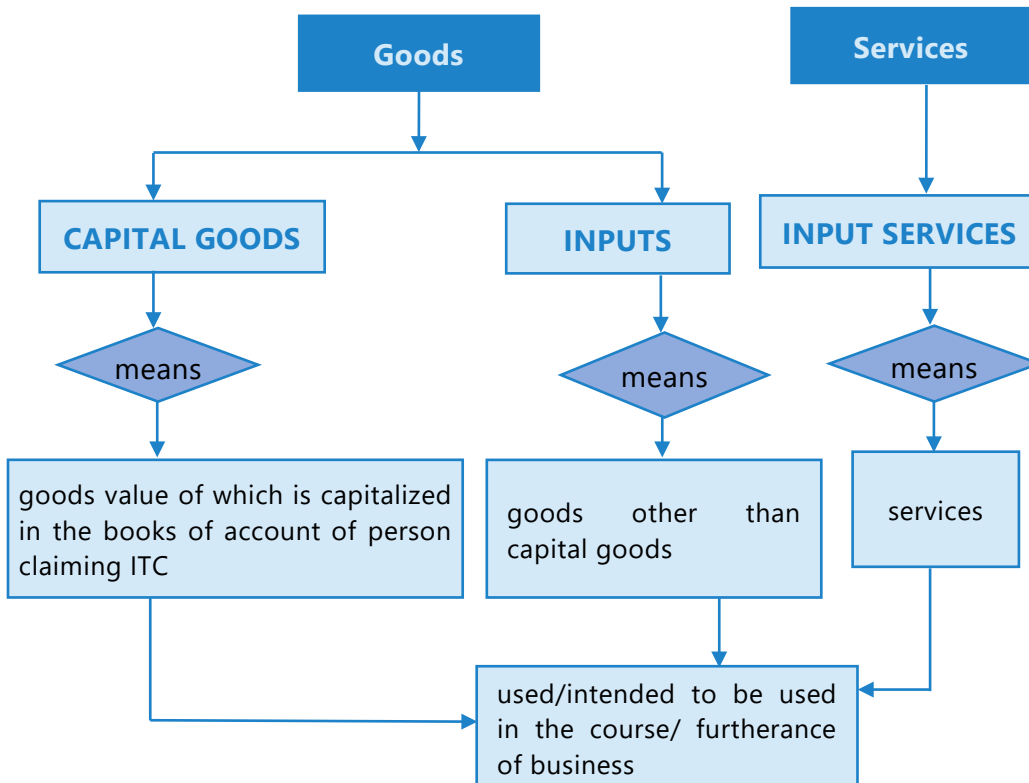 Goods
Services
CAPITAL GOODS
INPUTS
INPUT SERVICES
means
means
means
goods value of which is capitalized
in the books of account of person
claiming ITC
goods other than
capital goods
services
used/intended to be used
in the course/ furtherance
of business